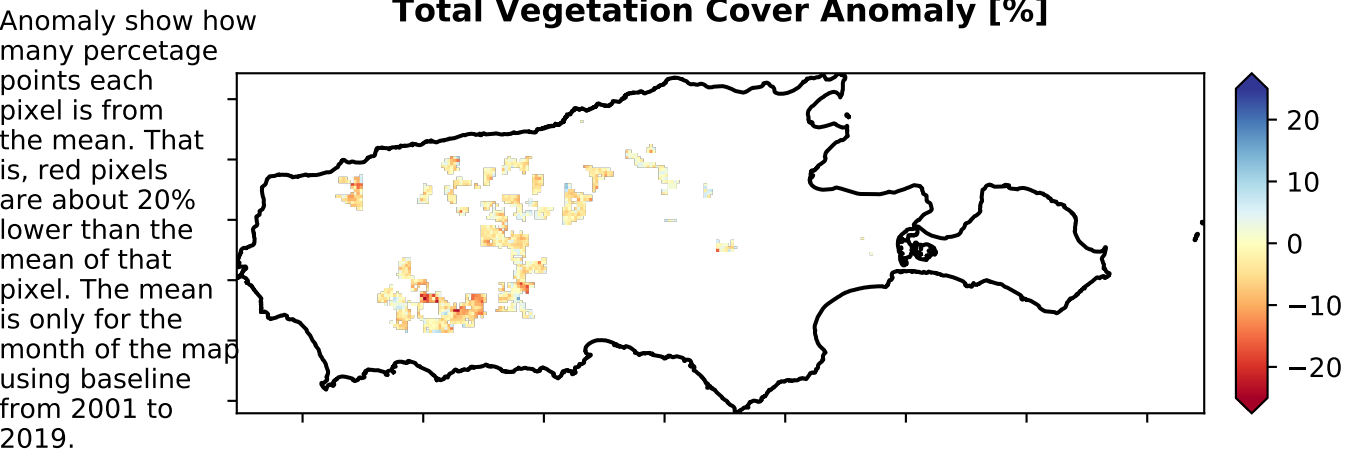 Total Vegetation Cover Anomaly [%]
Anomaly show how
many percetage
points each
pixel is from
the mean. That
is, red pixels
are about 20%
lower than the
mean of that
pixel. The mean
is only for the
month of the map
using baseline
from 2001 to
2019.
20
10
0
−10
−20